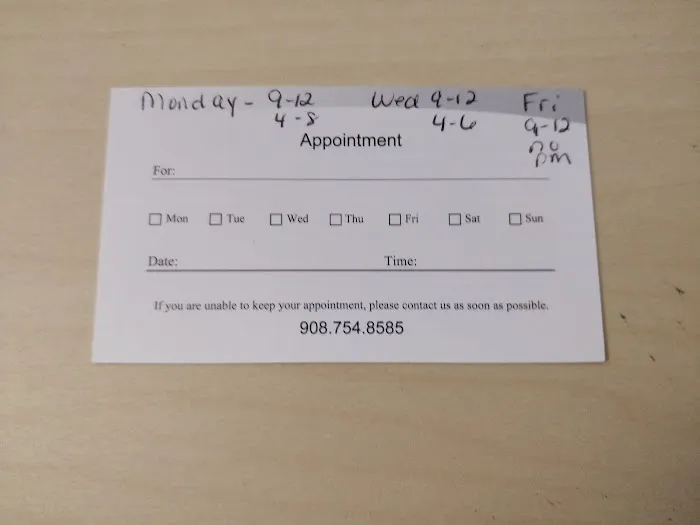 Monday - 9-12 Wed 9-12 Fri
4-8 4-6 9-12
no
pm
Appointment
For:
Mon Tue Wed Thu Fri Sat Sun
Date: Time:
If you are unable to keep your appointment, please contact us as soon as possible.
908.754.8585